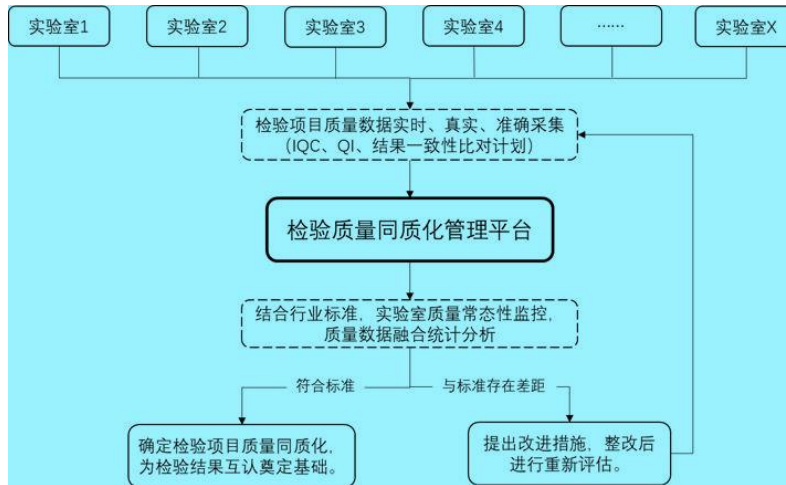 实验室1
实验室2
实验室3
实验室4
……
实验室X
检验项目质量数据实时、真实、准确采集
（IQC、QI、结果一致性比对计划）
检验质量同质化管理平台
结合行业标准，实验室质量常态性监控，
质量数据融合统计分析
符合标准
与标准存在差距
确定检验项目质量同质化，
为检验结果互认奠定基础。
提出改进措施，整改后
进行重新评估。